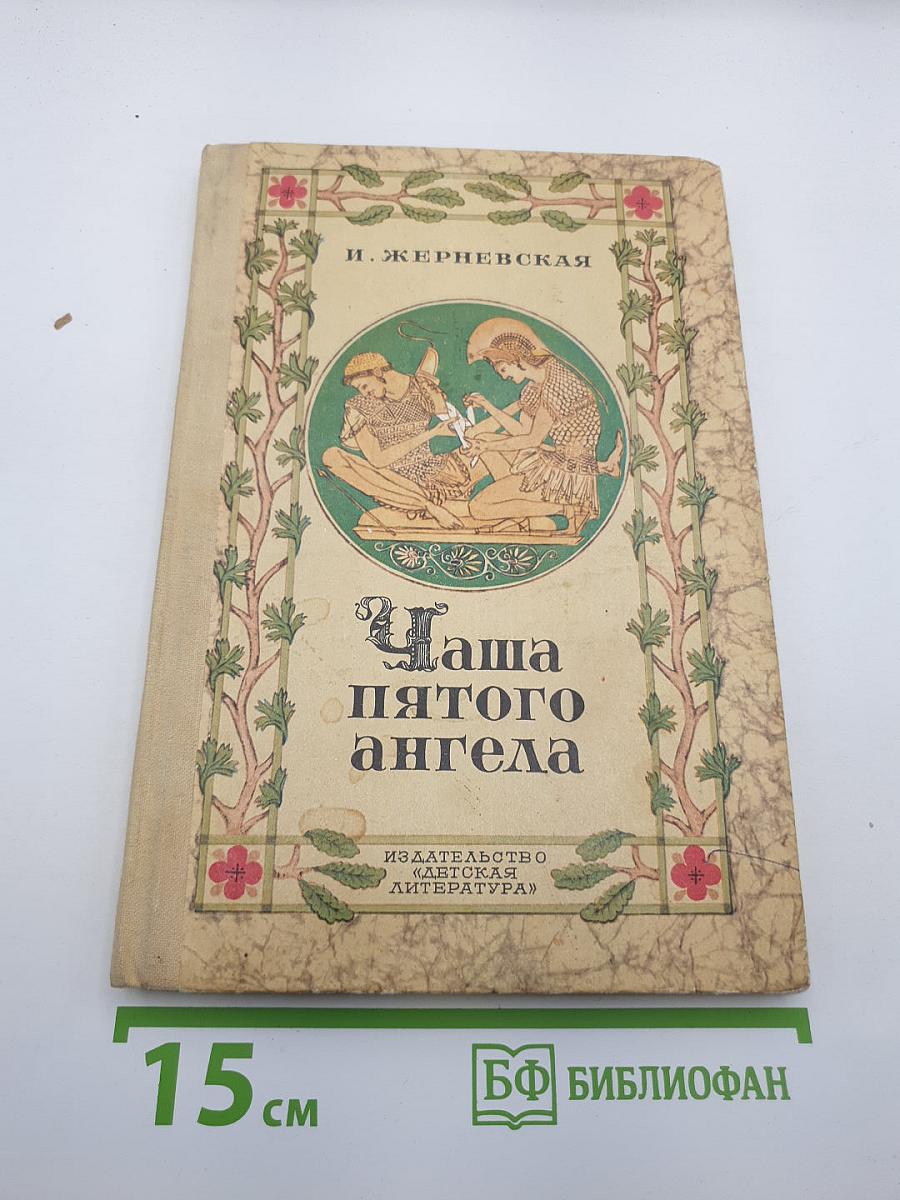 И. ЖЕРНЕВСКАЯ
Чаша
пятого
ангела
ИЗДАТЕЛЬСТВО
«ДЕТСКАЯ
ЛИТЕРАТУРА»
15 см
БФ БИБЛИОФАН